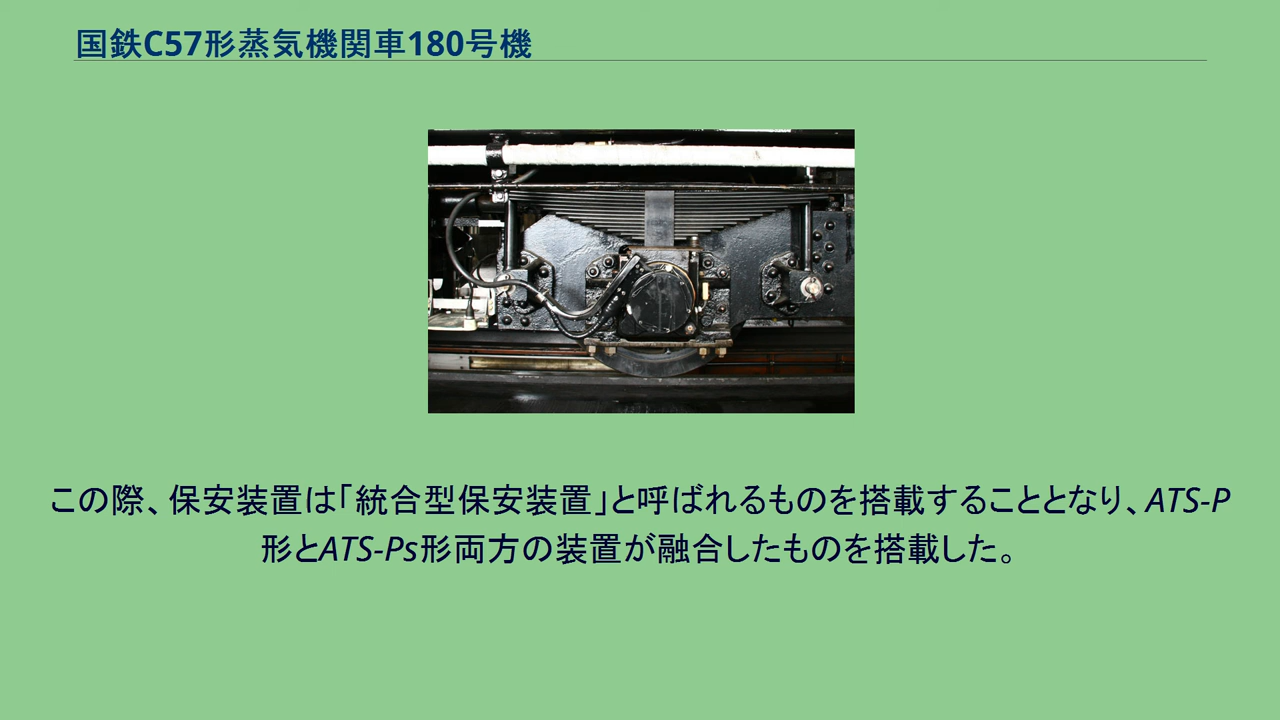 国鉄C57形蒸気機関車180号機
この際、保安装置は「統合型保安装置」と呼ばれるものを搭載することとなり、ATS-P
形とATS-Ps形両方の装置が融合したものを搭載した。